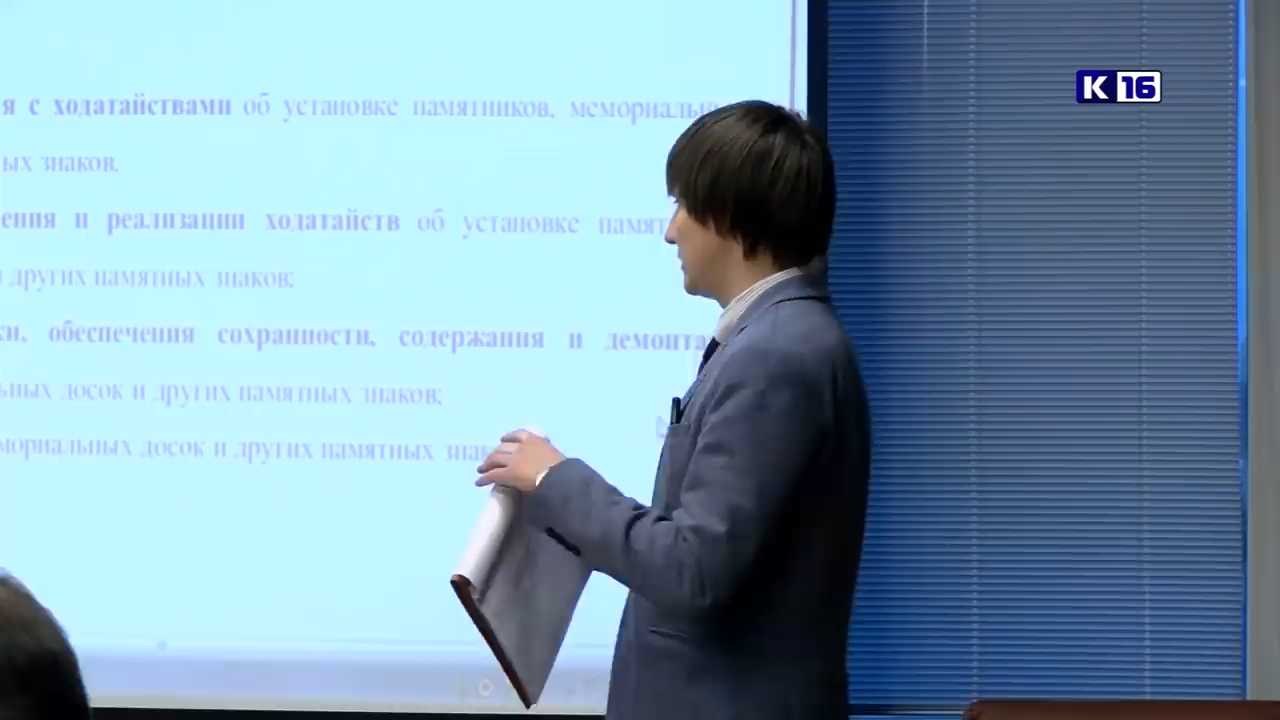 K 16
я с ходатайствами об установке памятников, мемориальн
ых знаков.
ения и реализации ходатайств об установке памят
и других памятных знаков;
ки, обеспечения сохранности, содержания и демонта
ьных досок и других памятных знаков;
мориальных досок и других памятных знак